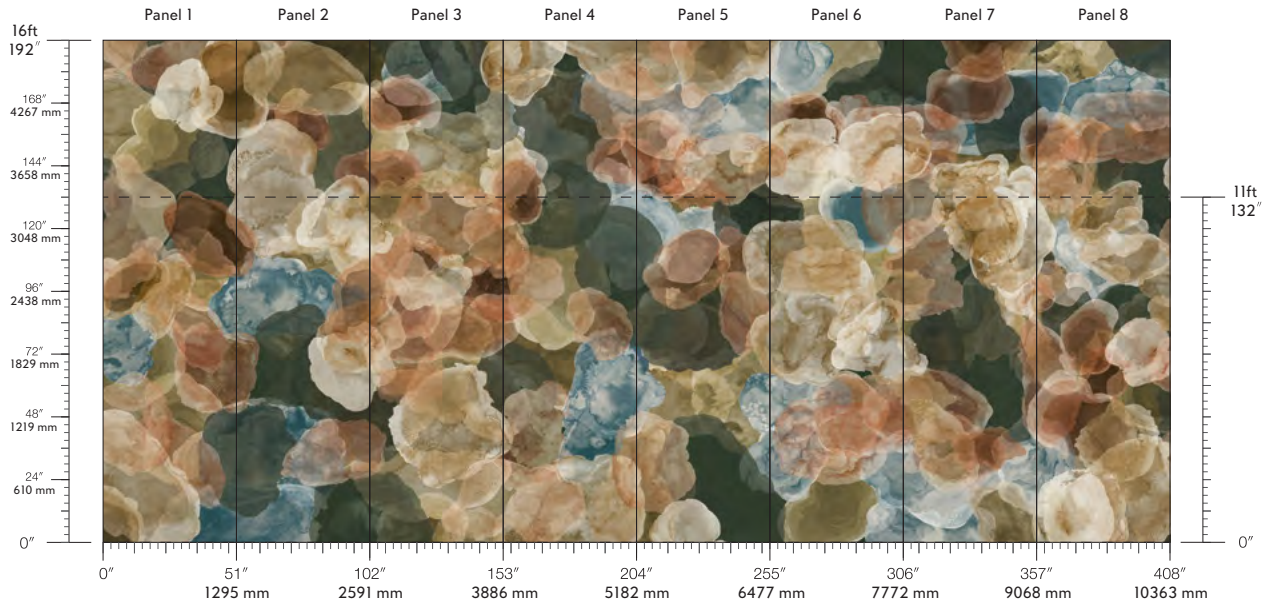 Panel 1 Panel 2 Panel 3 Panel 4 Panel 5 Panel 6 Panel 7 Panel 8
16ft
192″
168″
4267 mm
144″
3658 mm
120″
3048 mm
96″
2438 mm
72″
1829 mm
48″
1219 mm
24″
610 mm
0″
11ft
132″
0″
0″ 51″ 102″ 153″ 204″ 255″ 306″ 357″ 408″
1295 mm 2591 mm 3886 mm 5182 mm 6477 mm 7772 mm 9068 mm 10363 mm